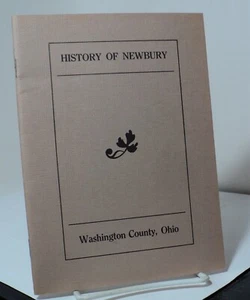 HISTORY OF NEWBURY
Washington County, Ohio